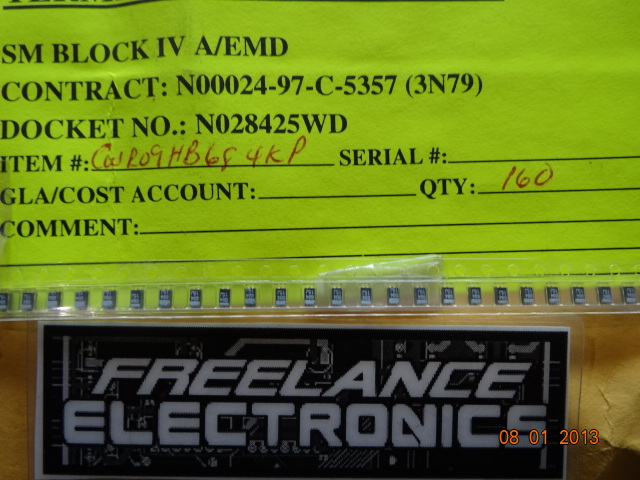 SM BLOCK IV A/EMD
CONTRACT: N00024-97-C-5357 (3N79)
DOCKET NO.: N028425WD
ITEM #: CWR09HB684KP SERIAL #:
GLA/COST ACCOUNT: QTY: 160
COMMENT:
FREELANCE
ELECTRONICS
08 01 2013